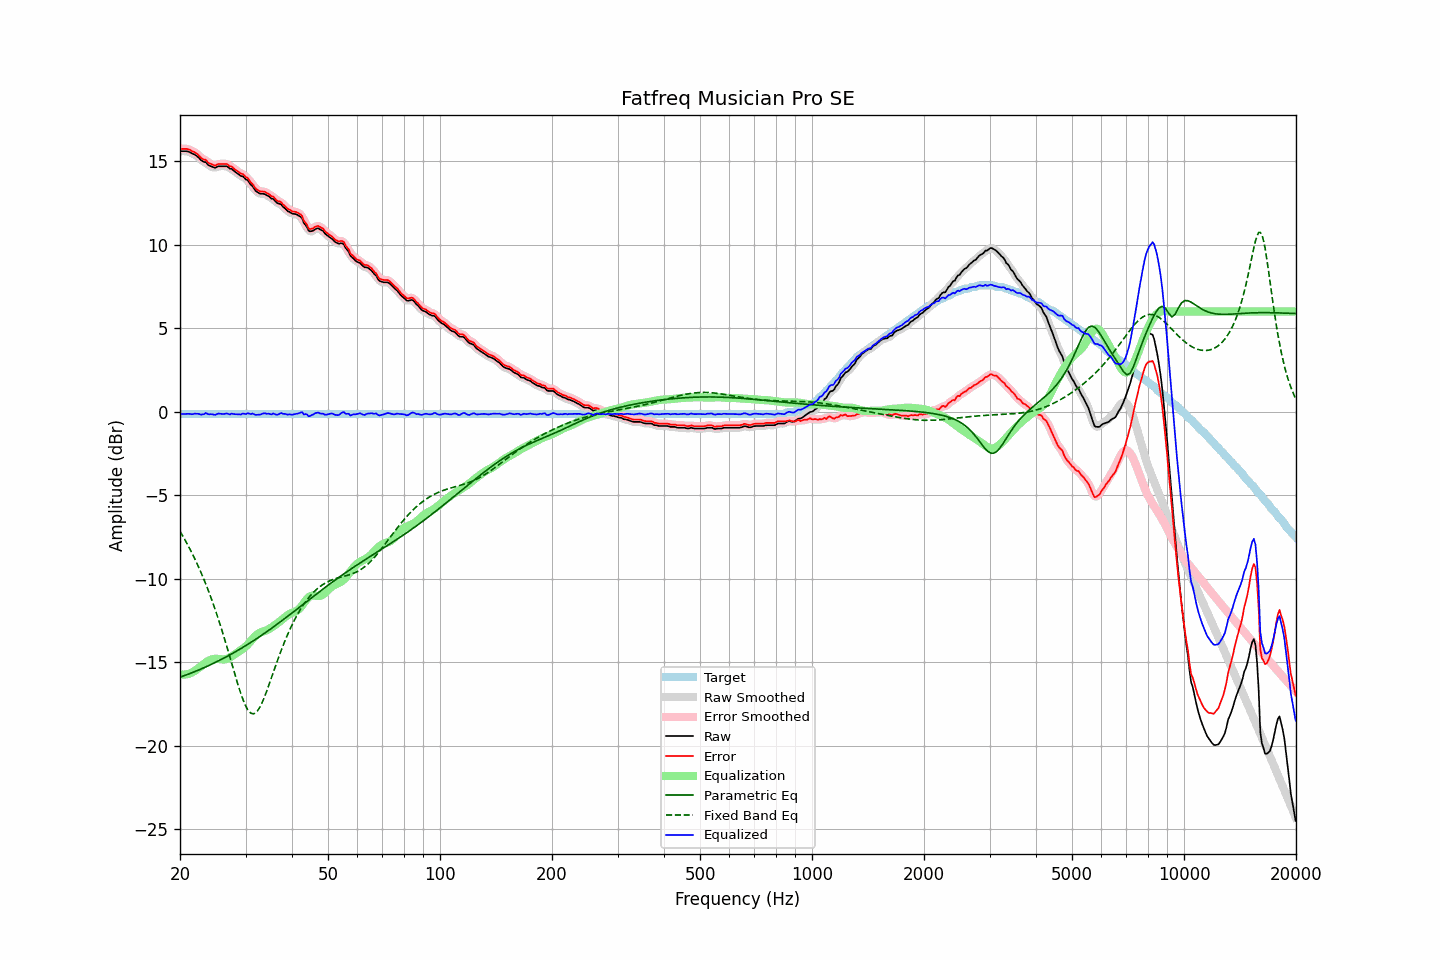 Fatfreq Musician Pro SE
Amplitude (dBr)
15
10
5
0
−5
−10
−15
−20
−25
Target
Raw Smoothed
Error Smoothed
Raw
Error
Equalization
Parametric Eq
Fixed Band Eq
Equalized
20 50 100 200 500 1000 2000 5000 10000 20000
Frequency (Hz)